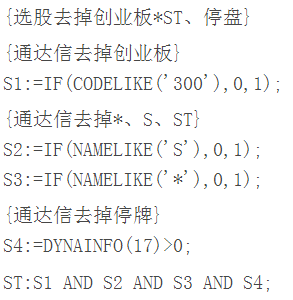 {选股去掉创业板*ST、停盘}
{通达信去掉创业板}
S1:=IF(CODELIKE('300'),0,1);
{通达信去掉*、S、ST}
S2:=IF(NAMELIKE('S'),0,1);
S3:=IF(NAMELIKE('*'),0,1);
{通达信去掉停牌}
S4:=DYNAINFO(17)>0;
ST:S1 AND S2 AND S3 AND S4;